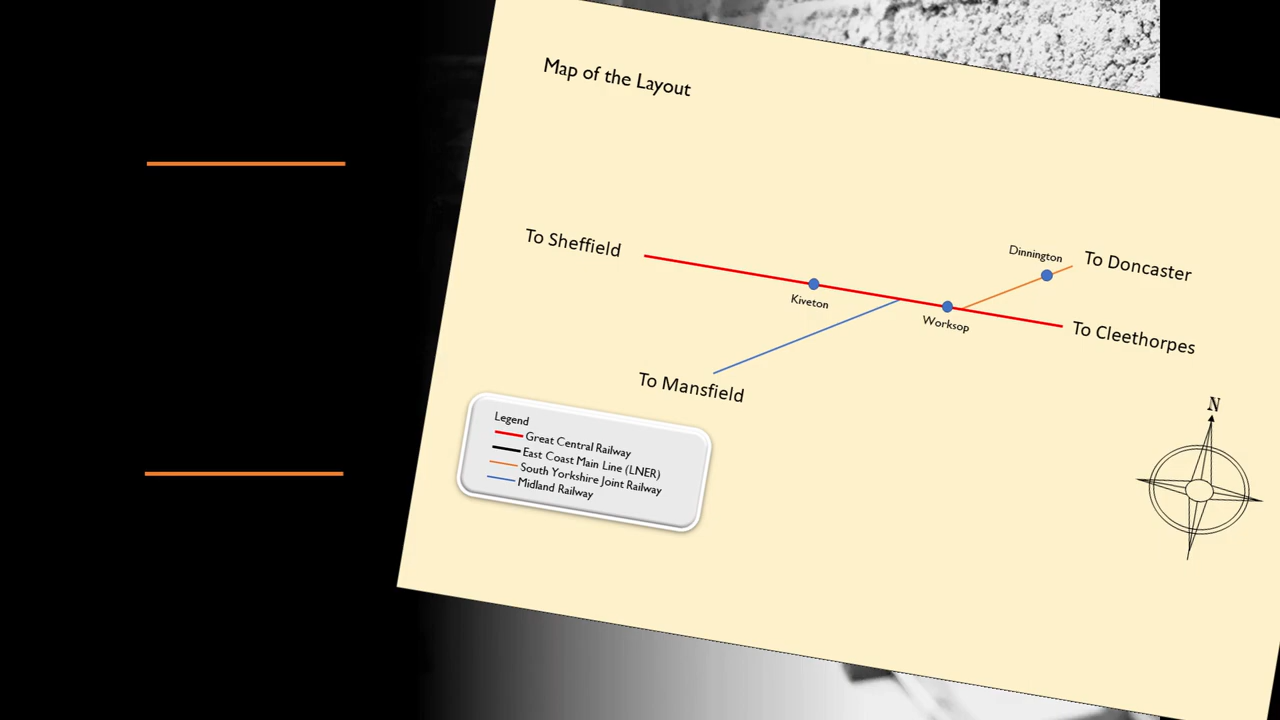 Map of the Layout
To Sheffield
Dinnington
To Doncaster
Kiveton
Worksop
To Cleethorpes
To Mansfield
N
Legend
Great Central Railway
East Coast Main Line (LNER)
South Yorkshire Joint Railway
Midland Railway